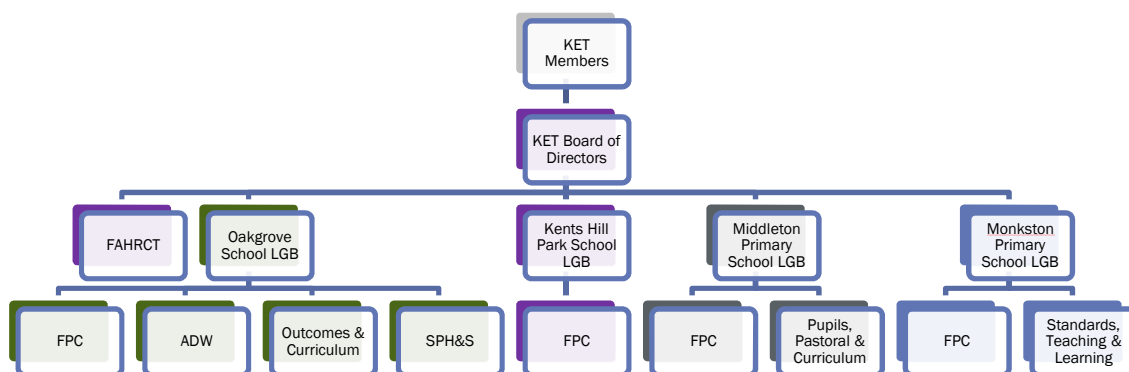 KET
Members
KET Board of
Directors
FAHRCT
Oakgrove
School LGB
Kents Hill
Park School
LGB
Middleton
Primary
School LGB
Monkston
Primary
School LGB
FPC
ADW
Outcomes &
Curriculum
SPH&S
FPC
FPC
Pupils,
Pastoral &
Curriculum
FPC
Standards,
Teaching &
Learning